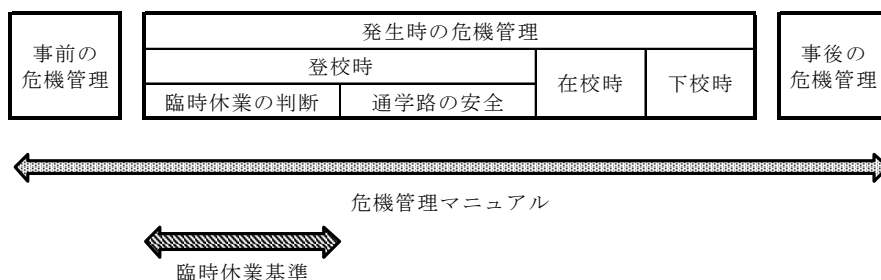 事前の
危機管理
発生時の危機管理
登校時
臨時休業の判断
通学路の安全
在校時
下校時
事後の
危機管理
危機管理マニュアル
臨時休業基準